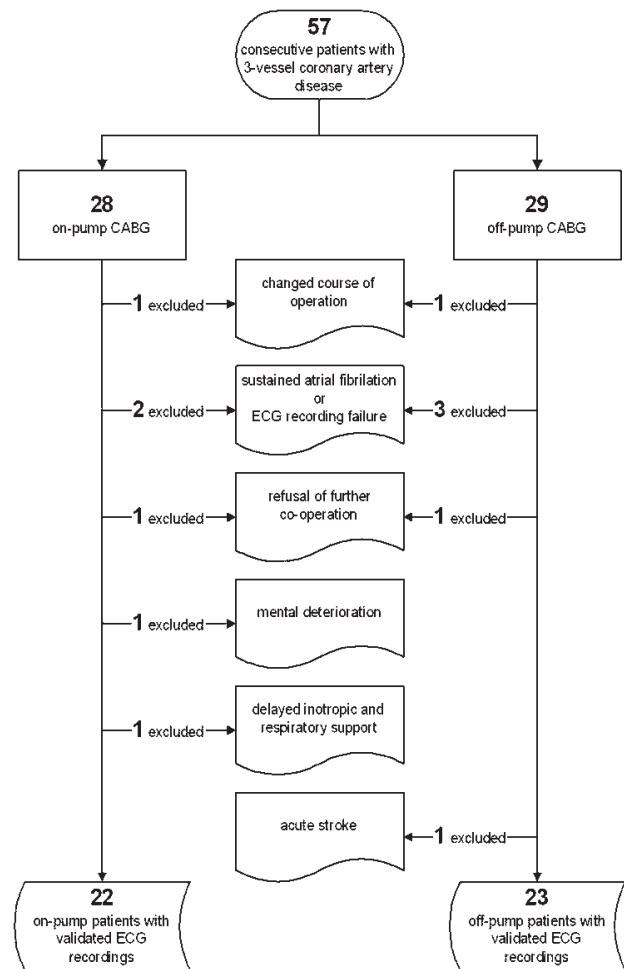 57
consecutive patients with
3-vessel coronary artery
disease
28
on-pump CABG
29
off-pump CABG
changed course of
operation
1 excluded
1 excluded
sustained atrial fibrilation
or
ECG recording failure
2 excluded
3 excluded
refusal of further
co-operation
1 excluded
1 excluded
mental deterioration
1 excluded
delayed inotropic and
respiratory support
1 excluded
acute stroke
1 excluded
22
on-pump patients with
validated ECG
recordings
23
off-pump patients with
validated ECG
recordings